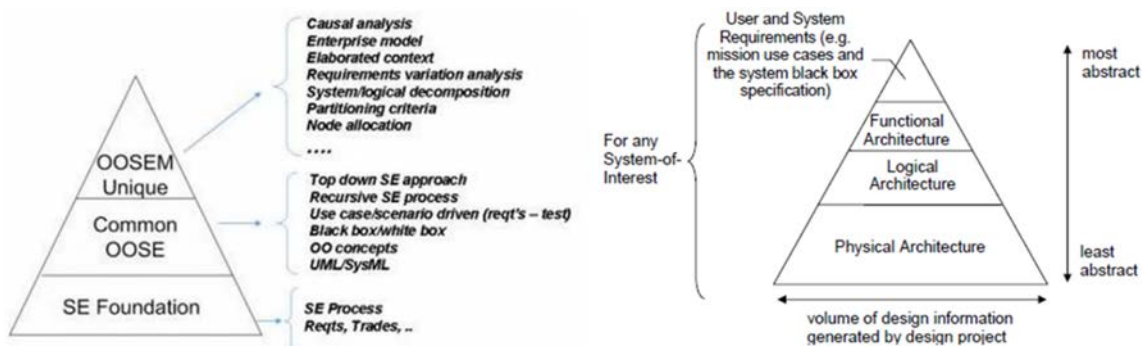 Causal analysis
Enterprise model
Elaborated context
Requirements variation analysis
System/logical decomposition
Partitioning criteria
Node allocation
....
OOSEM
Unique
Top down SE approach
Recursive SE process
Use case/scenario driven (reqt's – test)
Black box/white box
OO concepts
UML/SysML
Common
OOSE
SE Foundation
SE Process
Reqts, Trades, ..
User and System
Requirements (e.g.
mission use cases and
the system black box
specification)
most
abstract
Functional
Architecture
For any
System-of-
Interest
Logical
Architecture
Physical Architecture
least
abstract
volume of design information
generated by design project